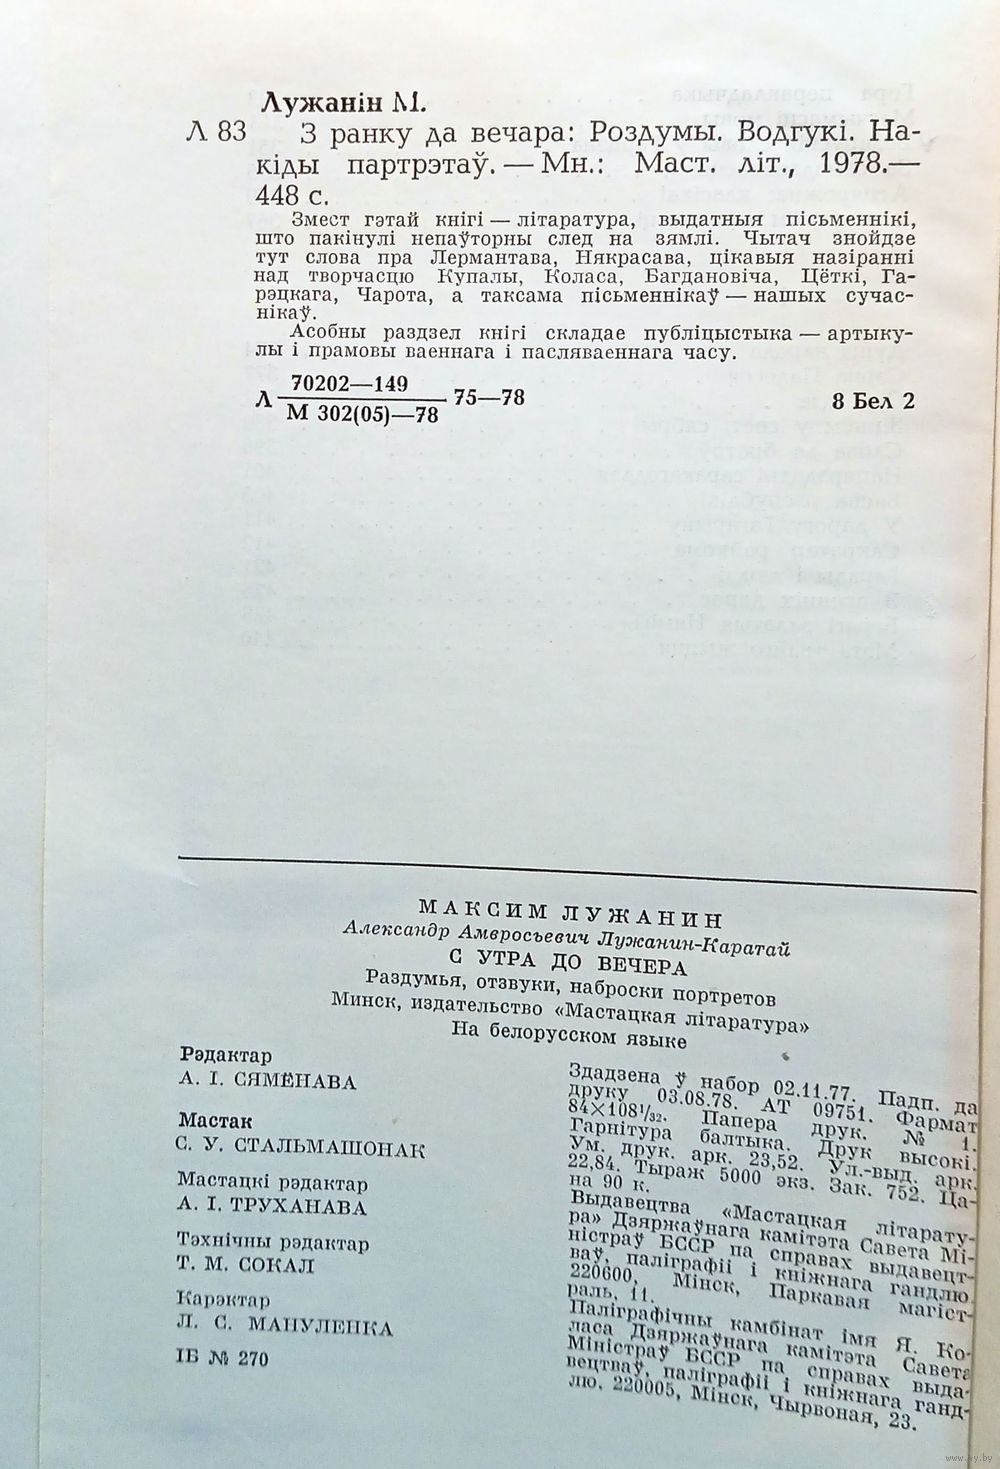 Лужанін М.
Л 83 З ранку да вечара: Роздумы. Водгукі. На-
кіды партрэтаў. — Мн.: Маст. літ., 1978.—
448 с.
Змест гэтай кнігі — літаратура, выдатныя пісьменнікі,
што пакінулі непаўторны след на зямлі. Чытач знойдзе
тут слова пра Лермантава, Някрасава, цікавыя назіранні
над творчасцю Купалы, Коласа, Багдановіча, Цёткі, Га-
рэцкага, Чарота, а таксама пісьменнікаў — нашых сучас-
нікаў.
Асобны раздзел кнігі складае публіцыстыка — артыку-
лы і прамовы ваеннага і пасляваеннага часу.
Л 70202—149
М 302(05)—78 75—78 8 Бел 2
МАКСИМ ЛУЖАНИН
Александр Амвросьевич Лужанин-Каратай
С УТРА ДО ВЕЧЕРА
Раздумья, отзвуки, наброски портретов
Минск, издательство «Мастацкая літаратура»
На белорусском языке
Рэдактар
А. І. СЯМЁНАВА
Мастак
С. У. СТАЛЬМАШОНАК
Мастацкі рэдактар
А. І. ТРУХАНАВА
Тэхнічны рэдактар
Т. М. СОКАЛ
Карэктар
Л. С. МАНУЛЕНКА
ІБ № 270
Здадзена ў набор 02.11.77. Падп. да
друку 03.08.78. АТ 09751. Фармат
84×108¹/₃₂. Папера друк. № 1.
Гарнітура балтыка. Друк высокі.
Ум. друк. арк. 23,52. Ул.-выд. арк.
22,84. Тыраж 5000 экз. Зак. 752. Ца-
на 90 к.
Выдавецтва «Мастацкая літарату-
ра» Дзяржаўнага камітэта Савета Мі-
ністраў БССР па справах выдавецт-
ваў, паліграфіі і кніжнага гандлю.
220600, Мінск, Паркавая магіст-
раль, 11.
Паліграфічны камбінат імя Я. Ко-
ласа Дзяржаўнага камітэта Савета
Міністраў БССР па справах выда-
вецтваў, паліграфіі і кніжнага ганд-
лю. 220005, Мінск, Чырвоная, 23.
www.ay.by